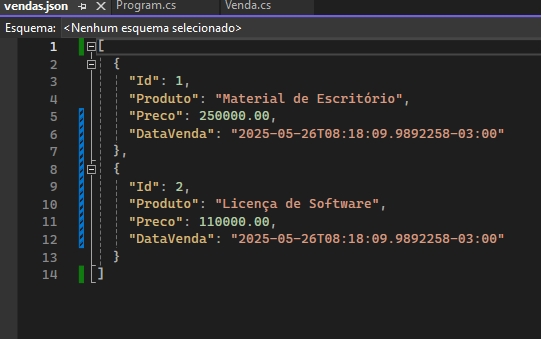 vendas.json Program.cs Venda.cs
Esquema: <Nenhum esquema selecionado>
1 [
2 {
3 "Id": 1,
4 "Produto": "Material de Escritório",
5 "Preco": 250000.00,
6 "DataVenda": "2025-05-26T08:18:09.9892258-03:00"
7 },
8 {
9 "Id": 2,
10 "Produto": "Licença de Software",
11 "Preco": 110000.00,
12 "DataVenda": "2025-05-26T08:18:09.9892258-03:00"
13 }
14 ]